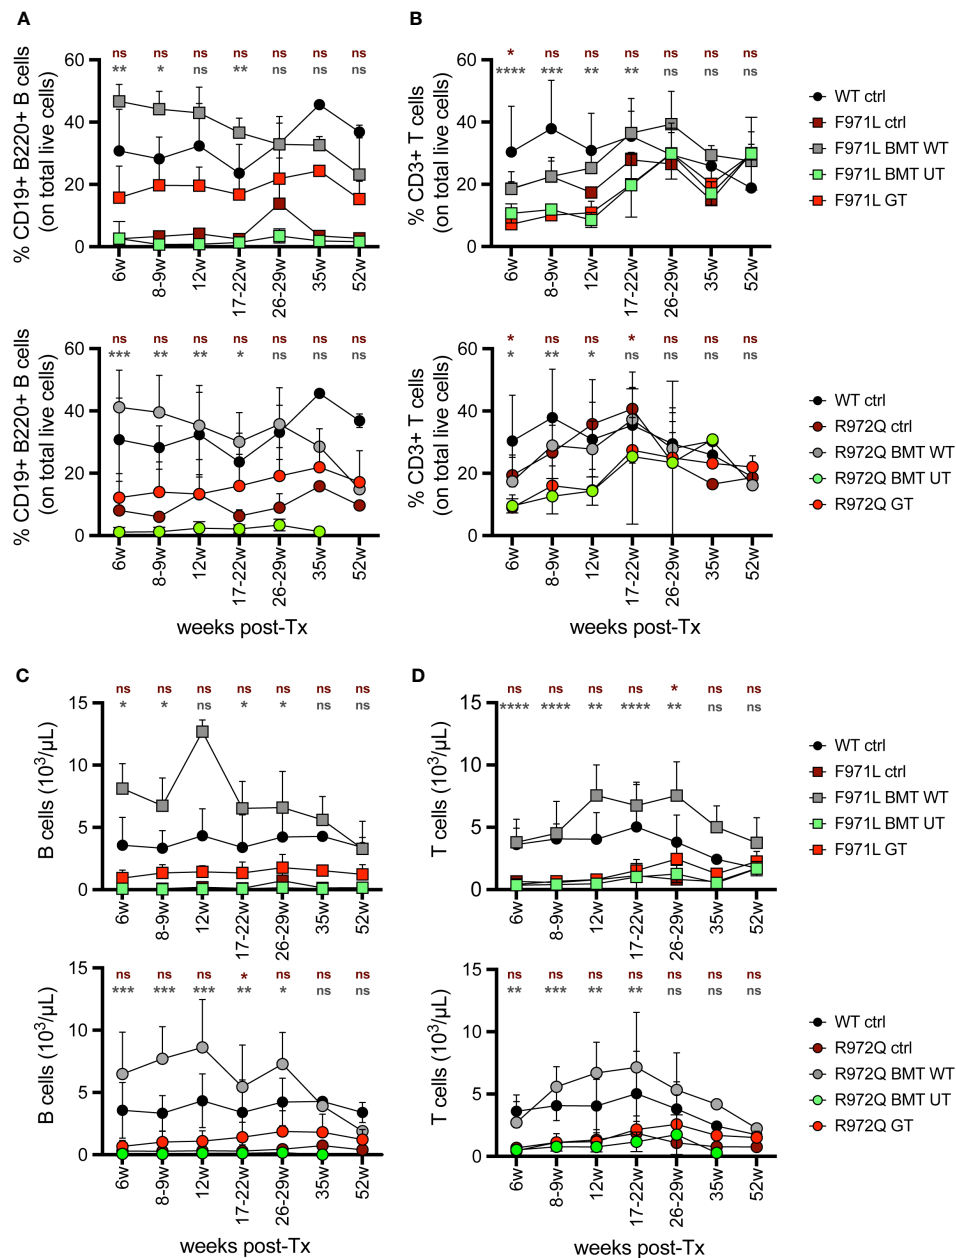 A
% CD19+ B220+ B cells
(on total live cells)
ns ns ns ns ns ns ns
** * ns ** ns ns ns
60
40
20
0
6w 8-9w 12w 17-22w 26-29w 35w 52w
B
% CD3+ T cells
(on total live cells)
* ns ns ns ns ns ns
**** *** ** ** ns ns ns
60
40
20
0
6w 8-9w 12w 17-22w 26-29w 35w 52w
WT ctrl
F971L ctrl
F971L BMT WT
F971L BMT UT
F971L GT
% CD19+ B220+ B cells
(on total live cells)
ns ns ns ns ns ns ns
*** ** ** * ns ns ns
60
40
20
0
6w 8-9w 12w 17-22w 26-29w 35w 52w
weeks post-Tx
% CD3+ T cells
(on total live cells)
* ns ns * ns ns ns
* ** * ns ns ns ns
60
40
20
0
6w 8-9w 12w 17-22w 26-29w 35w 52w
weeks post-Tx
WT ctrl
R972Q ctrl
R972Q BMT WT
R972Q BMT UT
R972Q GT
C
B cells (10³/µL)
ns ns ns ns ns ns ns
* * ns * * ns ns
15
10
5
0
6w 8-9w 12w 17-22w 26-29w 35w 52w
D
T cells (10³/µL)
ns ns ns ns * ns ns
**** **** ** **** ** ns ns
15
10
5
0
6w 8-9w 12w 17-22w 26-29w 35w 52w
WT ctrl
F971L ctrl
F971L BMT WT
F971L BMT UT
F971L GT
B cells (10³/µL)
ns ns ns * ns ns ns
*** *** *** ** * ns ns
15
10
5
0
6w 8-9w 12w 17-22w 26-29w 35w 52w
weeks post-Tx
T cells (10³/µL)
ns ns ns ns ns ns ns
** *** ** ** ns ns ns
15
10
5
0
6w 8-9w 12w 17-22w 26-29w 35w 52w
weeks post-Tx
WT ctrl
R972Q ctrl
R972Q BMT WT
R972Q BMT UT
R972Q GT